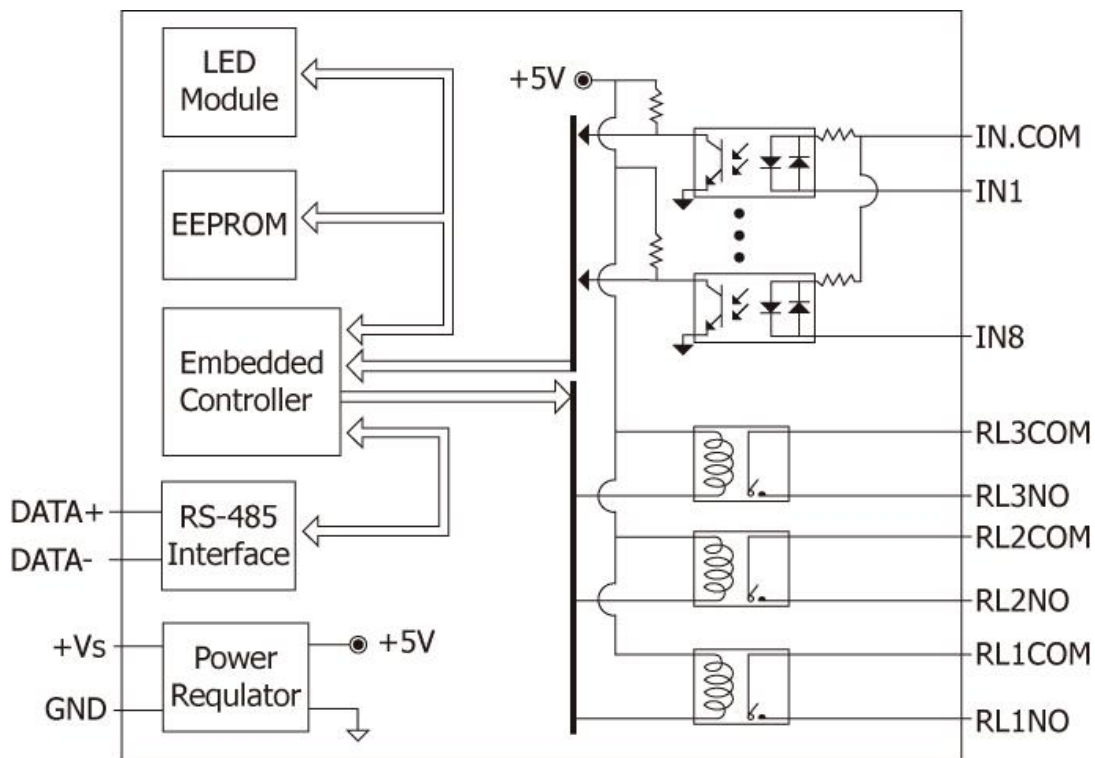 LED
Module
EEPROM
Embedded
Controller
RS-485
Interface
Power
Requlator
DATA+
DATA-
+Vs
GND
+5V
+5V
IN.COM
IN1
IN8
RL3COM
RL3NO
RL2COM
RL2NO
RL1COM
RL1NO